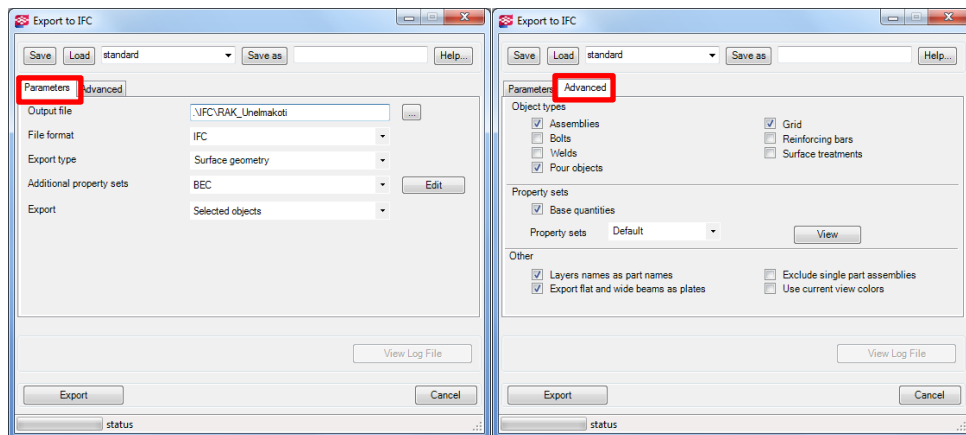 Export to IFC
Save Load standard Save as Help...
Parameters Advanced
Output file .\IFC\RAK_Unelmakoti ...
File format IFC
Export type Surface geometry
Additional property sets BEC Edit
Export Selected objects
View Log File
Export Cancel
status
Export to IFC
Save Load standard Save as Help...
Parameters Advanced
Object types
Assemblies Grid
Bolts Reinforcing bars
Welds Surface treatments
Pour objects
Property sets
Base quantities
Property sets Default View
Other
Layers names as part names Exclude single part assemblies
Export flat and wide beams as plates Use current view colors
View Log File
Export Cancel
status